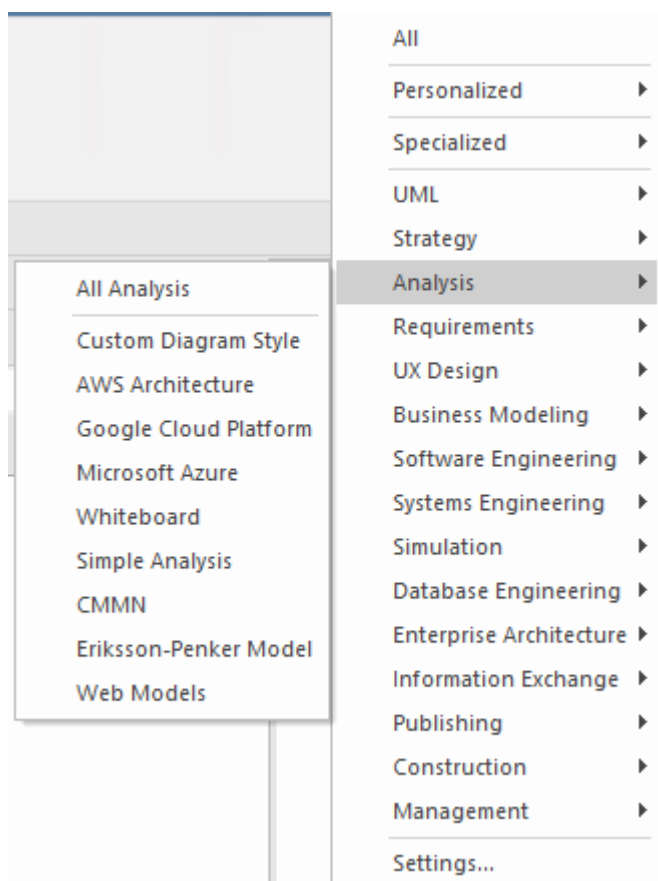 All
Personalized
Specialized
UML
Strategy
Analysis
Requirements
UX Design
Business Modeling
Software Engineering
Systems Engineering
Simulation
Database Engineering
Enterprise Architecture
Information Exchange
Publishing
Construction
Management
Settings...
All Analysis
Custom Diagram Style
AWS Architecture
Google Cloud Platform
Microsoft Azure
Whiteboard
Simple Analysis
CMMN
Eriksson-Penker Model
Web Models